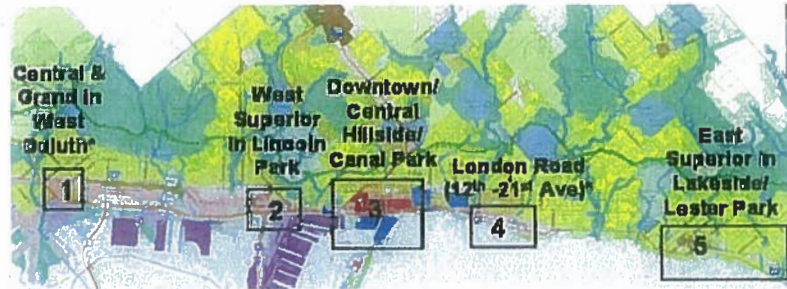 Central &
Grand in
West
Duluth*
1
West
Superior
in Lincoln
Park
2
Downtown/
Central
Hillside/
Canal Park
3
London Road
(12th -21st Ave)*
4
East
Superior in
Lakeside/
Lester Park
5